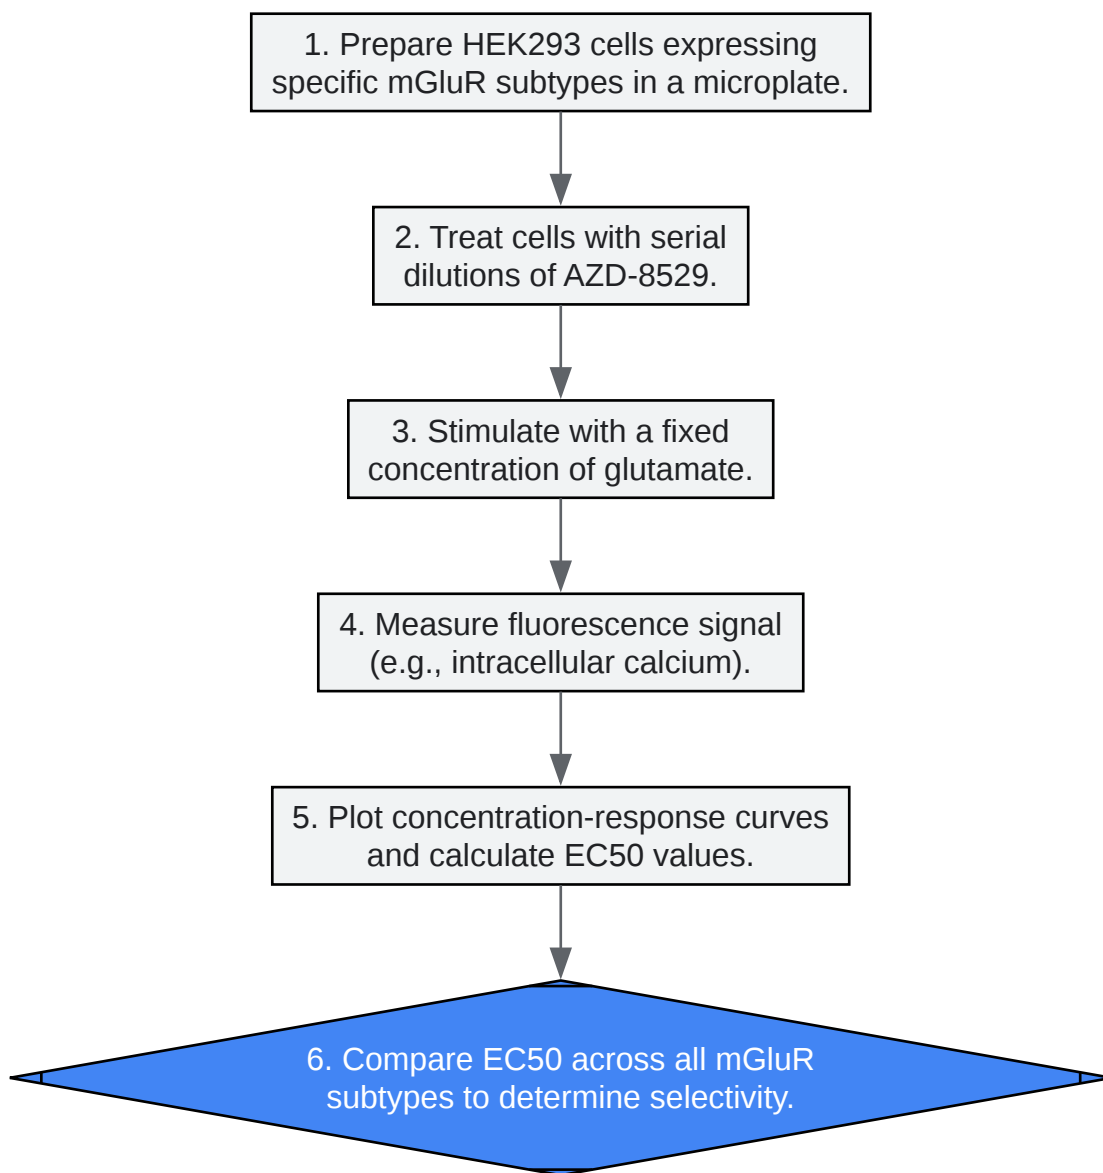 1. Prepare HEK293 cells expressing
specific mGluR subtypes in a microplate.
2. Treat cells with serial
dilutions of AZD-8529.
3. Stimulate with a fixed
concentration of glutamate.
4. Measure fluorescence signal
(e.g., intracellular calcium).
5. Plot concentration-response curves
and calculate EC50 values.
6. Compare EC50 across all mGluR
subtypes to determine selectivity.